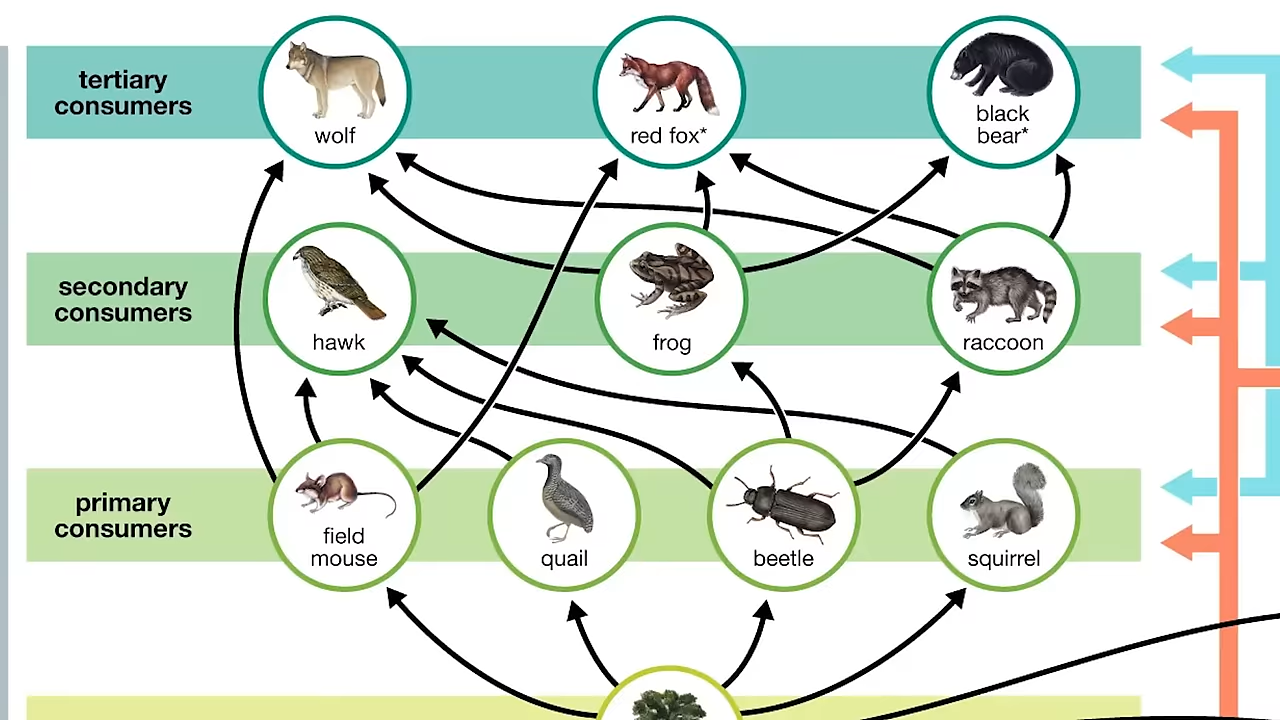 tertiary
consumers
wolf
red fox*
black
bear*
secondary
consumers
hawk
frog
raccoon
primary
consumers
field
mouse
quail
beetle
squirrel